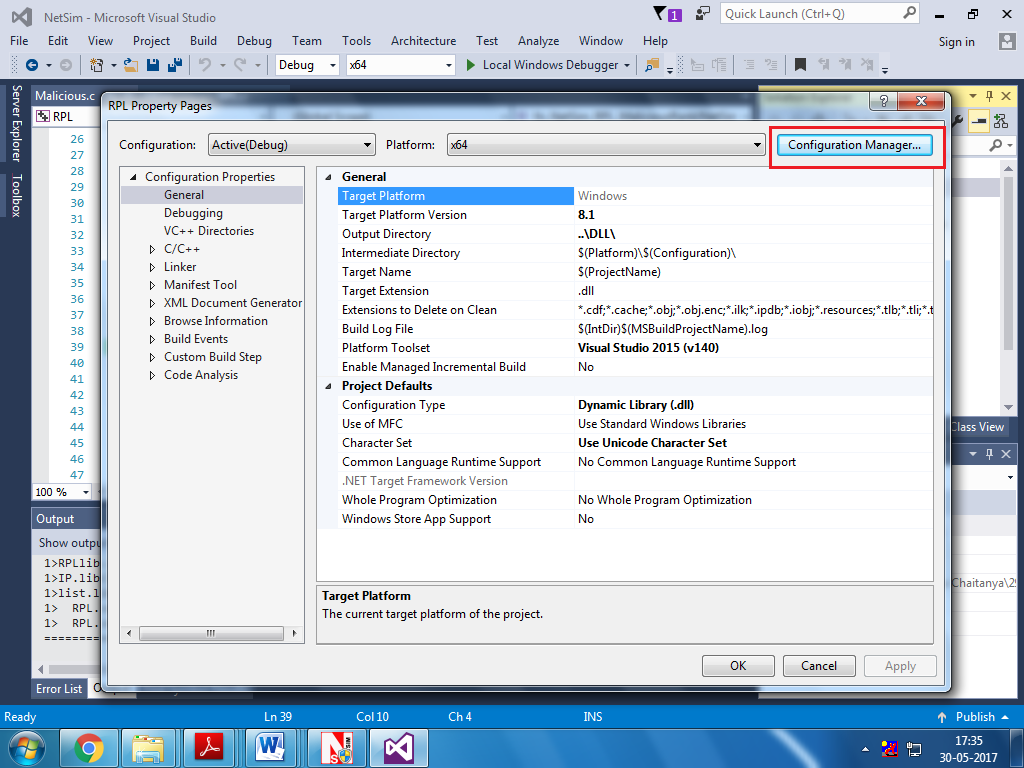 NetSim - Microsoft Visual Studio
1
Quick Launch (Ctrl+Q)
File Edit View Project Build Debug Team Tools Architecture Test Analyze Window Help
Sign in
Debug x64 Local Windows Debugger
Server Explorer
Toolbox
Malicious.c
RPL
26
27
28
29
30
31
32
33
34
35
36
37
38
39
40
41
42
43
44
45
46
47
100 %
RPL Property Pages
Configuration: Active(Debug) Platform: x64 Configuration Manager...
Configuration Properties
General
Debugging
VC++ Directories
C/C++
Linker
Manifest Tool
XML Document Generator
Browse Information
Build Events
Custom Build Step
Code Analysis
General
Target Platform Windows
Target Platform Version 8.1
Output Directory ..\DLL\
Intermediate Directory $(Platform)\$(Configuration)\
Target Name $(ProjectName)
Target Extension .dll
Extensions to Delete on Clean *.cdf;*.cache;*.obj;*.obj.enc;*.ilk;*.ipdb;*.iobj;*.resources;*.tlb;*.tli;*.t
Build Log File $(IntDir)$(MSBuildProjectName).log
Platform Toolset Visual Studio 2015 (v140)
Enable Managed Incremental Build No
Project Defaults
Configuration Type Dynamic Library (.dll)
Use of MFC Use Standard Windows Libraries
Character Set Use Unicode Character Set
Common Language Runtime Support No Common Language Runtime Support
.NET Target Framework Version
Whole Program Optimization No Whole Program Optimization
Windows Store App Support No
Target Platform
The current target platform of the project.
OK Cancel Apply
Class View
Chaitanya\29
Output
Show outpu
1>RPLlib
1>IP.lib
1>list.l
1> RPL.
1> RPL.
=========
Error List
Ready Ln 39 Col 10 Ch 4 INS Publish
17:35
30-05-2017